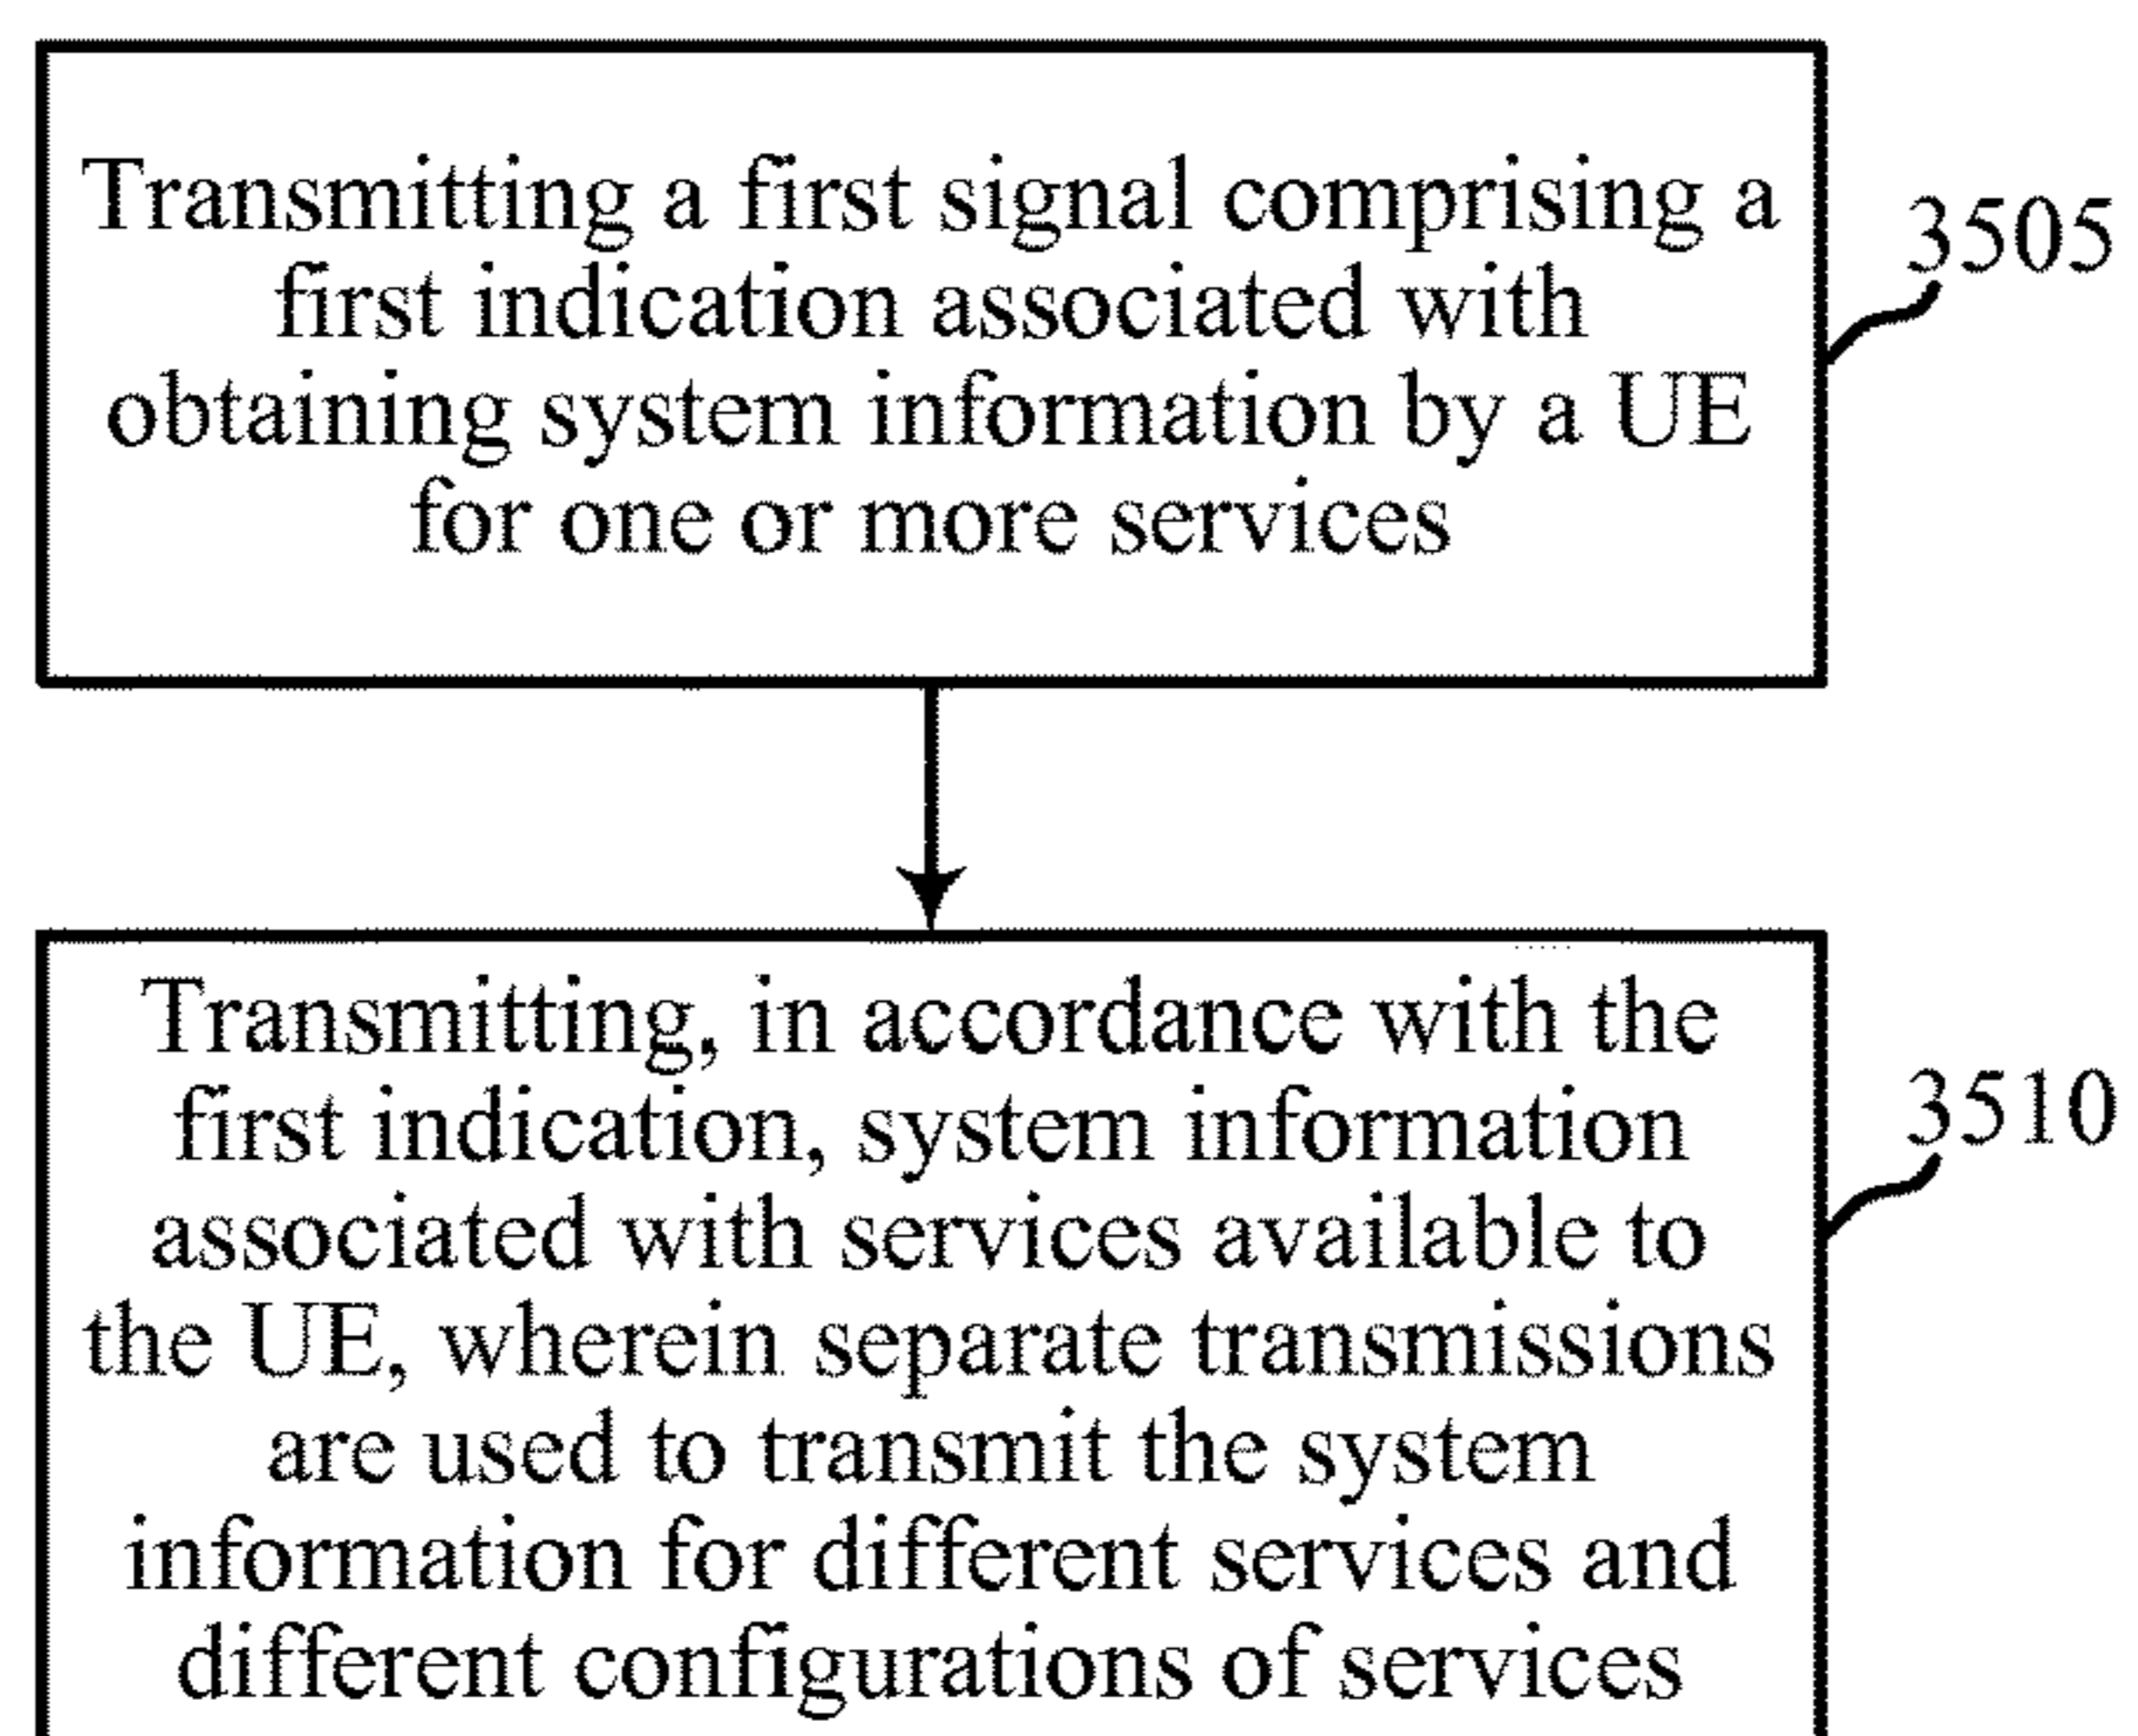 Transmitting a first signal comprising a
first indication associated with
obtaining system information by a UE
for one or more services
3505
Transmitting, in accordance with the
first indication, system information
associated with services available to
the UE, wherein separate transmissions
are used to transmit the system
information for different services and
different configurations of services
3510